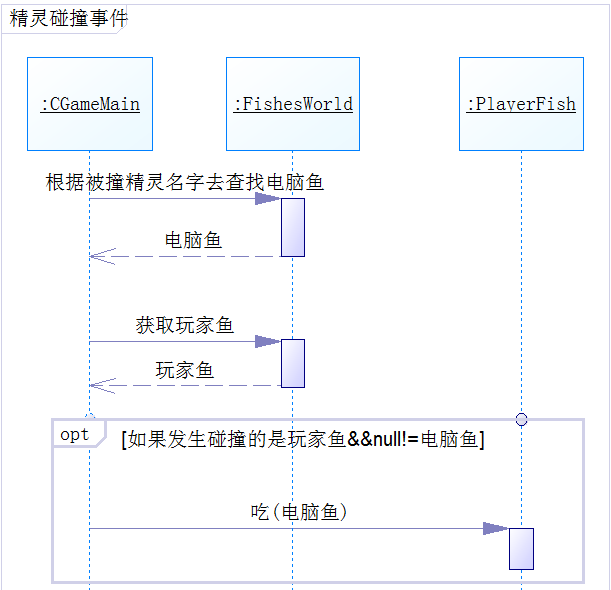 精灵碰撞事件
:CGameMain
:FishesWorld
:PlayerFish
根据被撞精灵名字去查找电脑鱼
电脑鱼
获取玩家鱼
玩家鱼
opt
[如果发生碰撞的是玩家鱼&&null!=电脑鱼]
吃(电脑鱼)